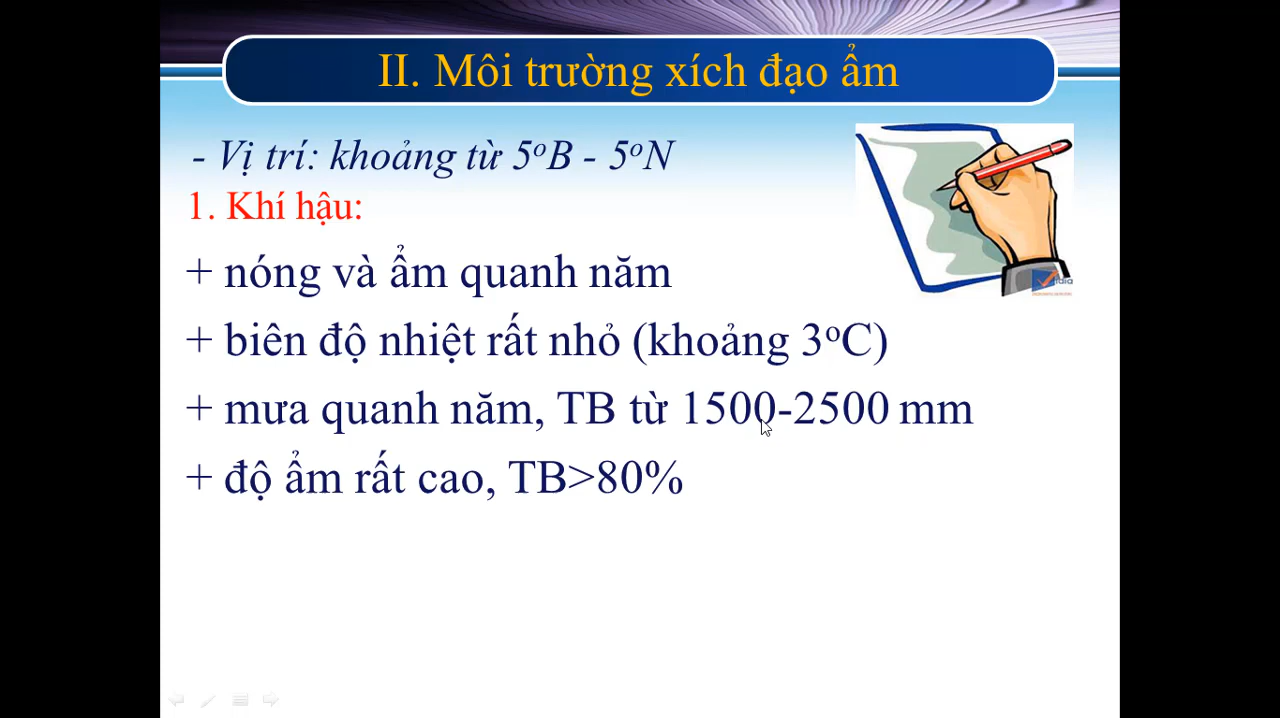 II. Môi trường xích đạo ẩm
- Vị trí: khoảng từ 5ºB - 5ºN
1. Khí hậu:
+ nóng và ẩm quanh năm
+ biên độ nhiệt rất nhỏ (khoảng 3ºC)
+ mưa quanh năm, TB từ 1500-2500 mm
+ độ ẩm rất cao, TB>80%